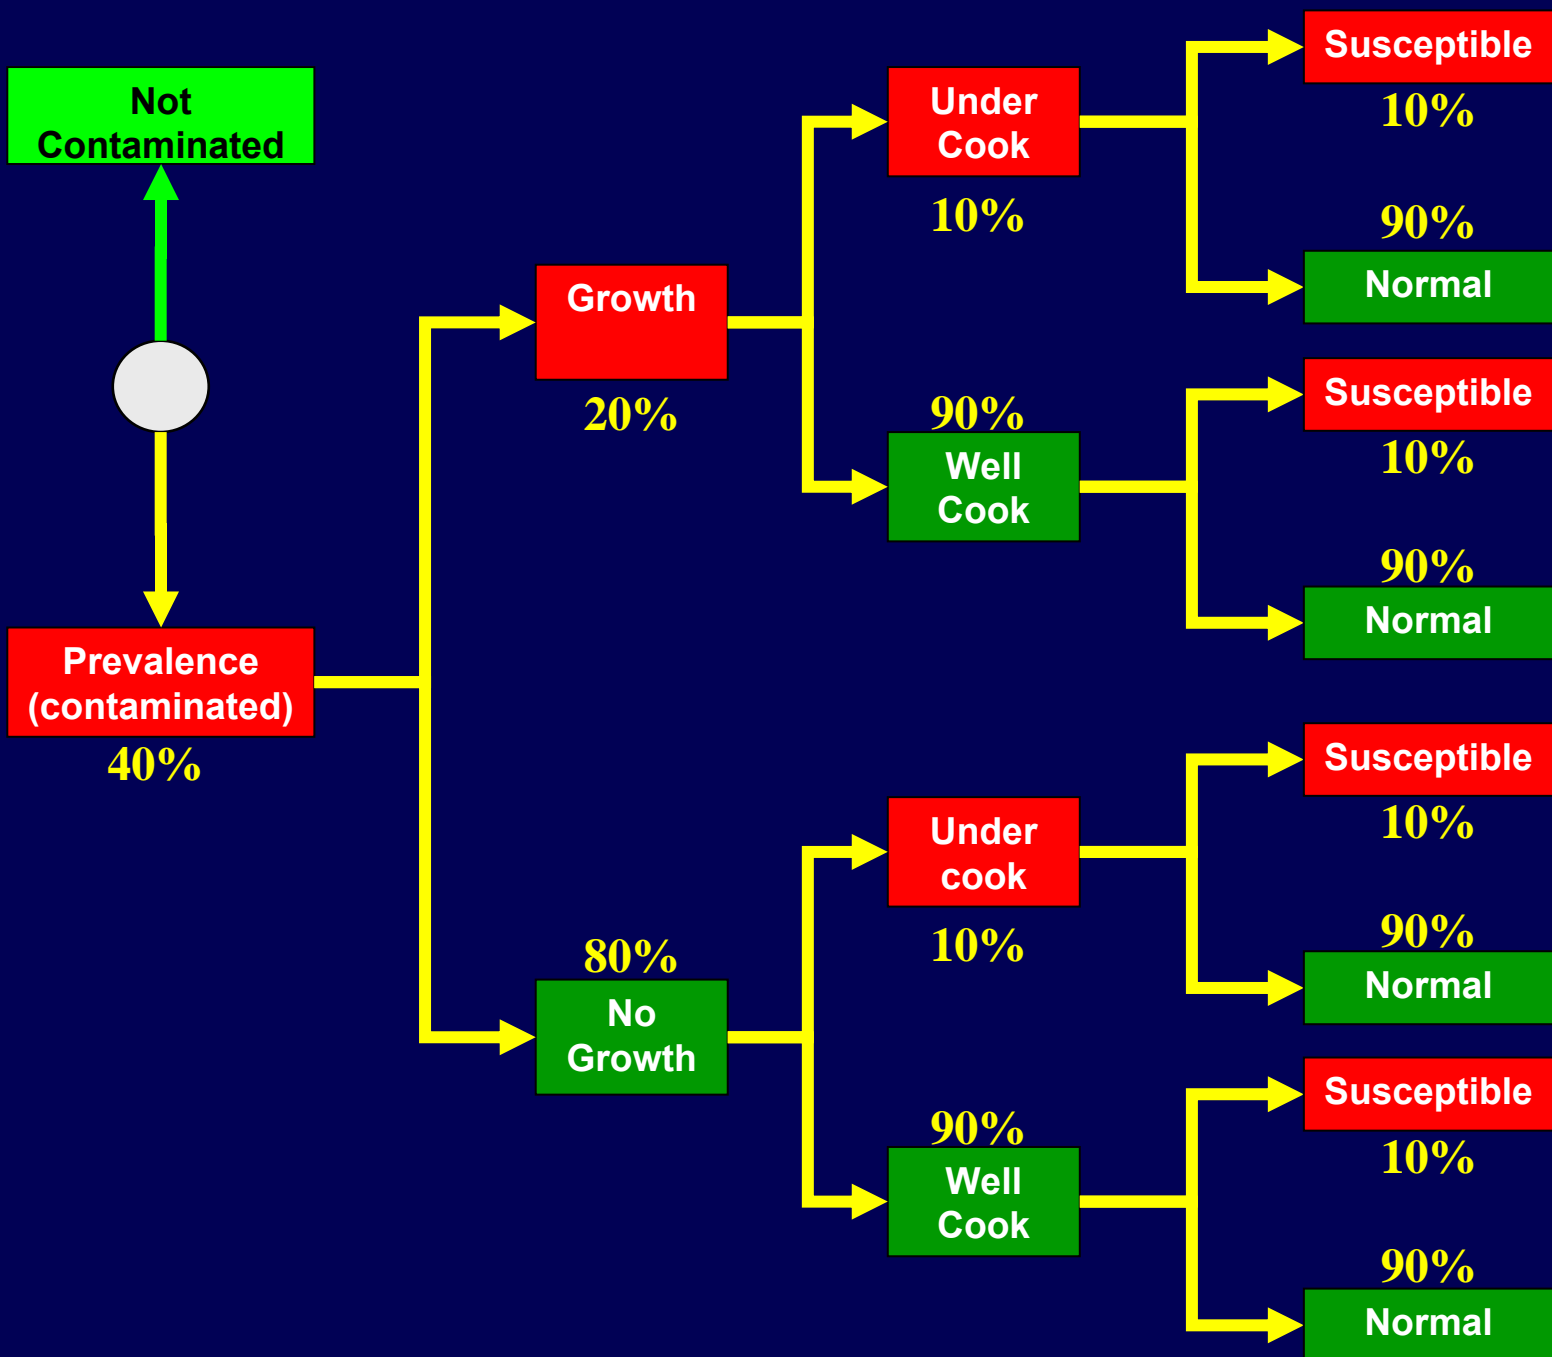 Not
Contaminated
Prevalence
(contaminated)
40%
Growth
20%
80%
No
Growth
Under
Cook
10%
90%
Well
Cook
Under
cook
10%
90%
Well
Cook
Susceptible
10%
90%
Normal
Susceptible
10%
90%
Normal
Susceptible
10%
90%
Normal
Susceptible
10%
90%
Normal